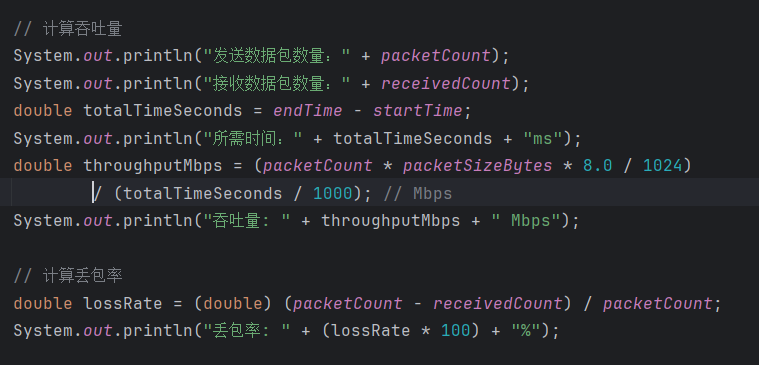 // 计算吞吐量
System.out.println("发送数据包数量：" + packetCount);
System.out.println("接收数据包数量：" + receivedCount);
double totalTimeSeconds = endTime - startTime;
System.out.println("所需时间：" + totalTimeSeconds + "ms");
double throughputMbps = (packetCount * packetSizeBytes * 8.0 / 1024)
/ (totalTimeSeconds / 1000); // Mbps
System.out.println("吞吐量: " + throughputMbps + " Mbps");
// 计算丢包率
double lossRate = (double) (packetCount - receivedCount) / packetCount;
System.out.println("丢包率: " + (lossRate * 100) + "%");